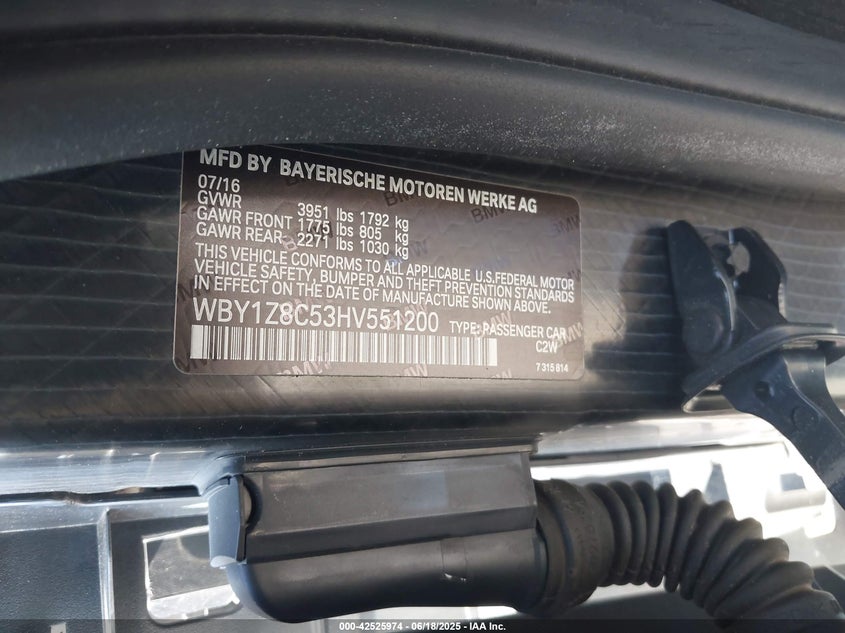 MFD BY BAYERISCHE MOTOREN WERKE AG
07/16
GVWR 3951 lbs 1792 kg
GAWR FRONT 1775 lbs 805 kg
GAWR REAR 2271 lbs 1030 kg
THIS VEHICLE CONFORMS TO ALL APPLICABLE U.S.FEDERAL MOTOR
VEHICLE SAFETY, BUMPER AND THEFT PREVENTION STANDARDS
IN EFFECT ON THE DATE OF MANUFACTURE SHOWN ABOVE.
WBY1Z8C53HV551200 TYPE: PASSENGER CAR
C2W
7 315 814
000-42525974 | 06/18/2025 - IAA Inc.